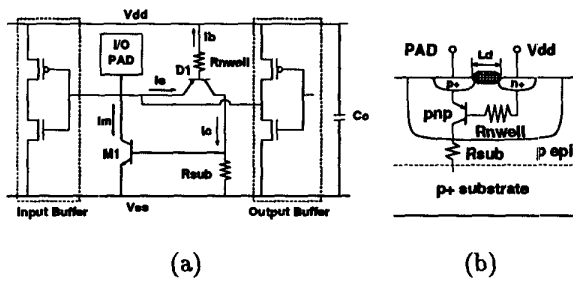 Vdd
I/O
PAD
Ib
Rnwell
D1
Ie
Im
Ic
M1
Rsub
Co
Input Buffer
Vss
Output Buffer
(a)
PAD
Ld
Vdd
p+
n+
pnp
Rnwell
Rsub
p epi
p+ substrate
(b)